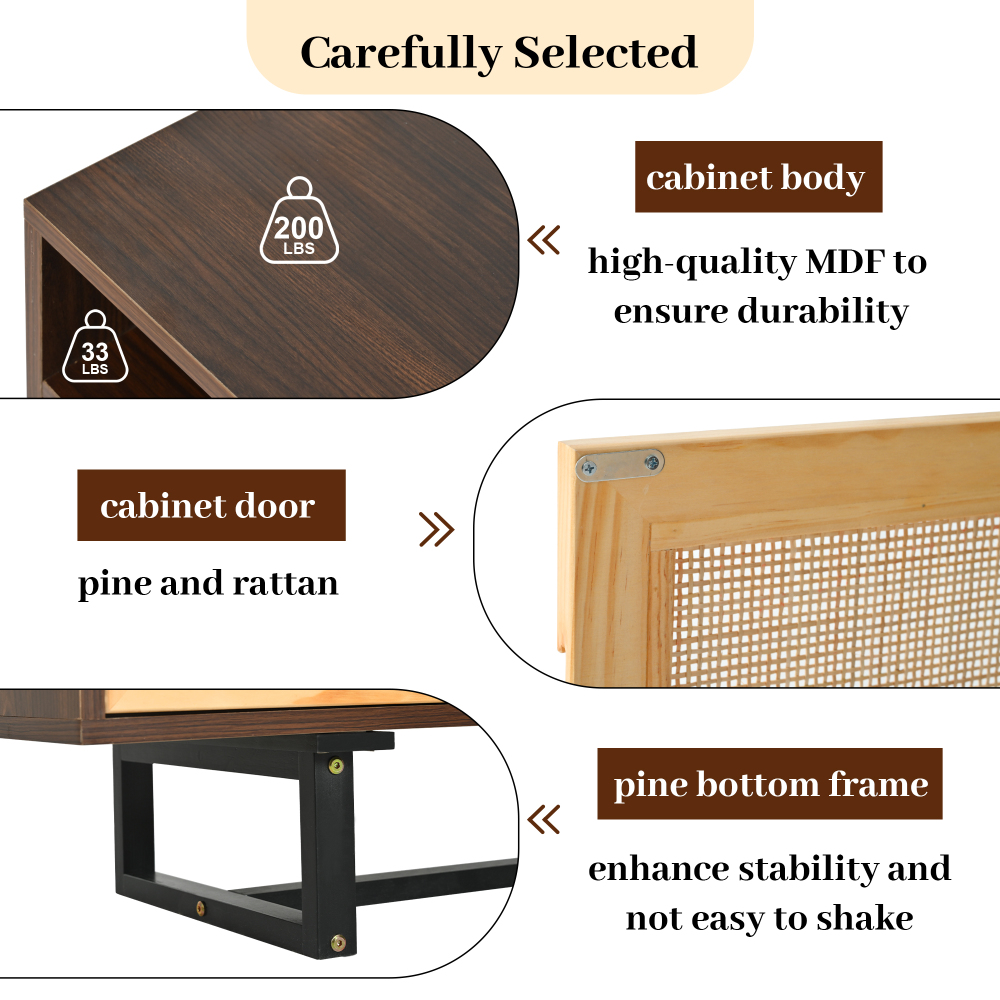 Carefully Selected
200
LBS
33
LBS
cabinet body
high-quality MDF to
ensure durability
cabinet door
pine and rattan
pine bottom frame
enhance stability and
not easy to shake